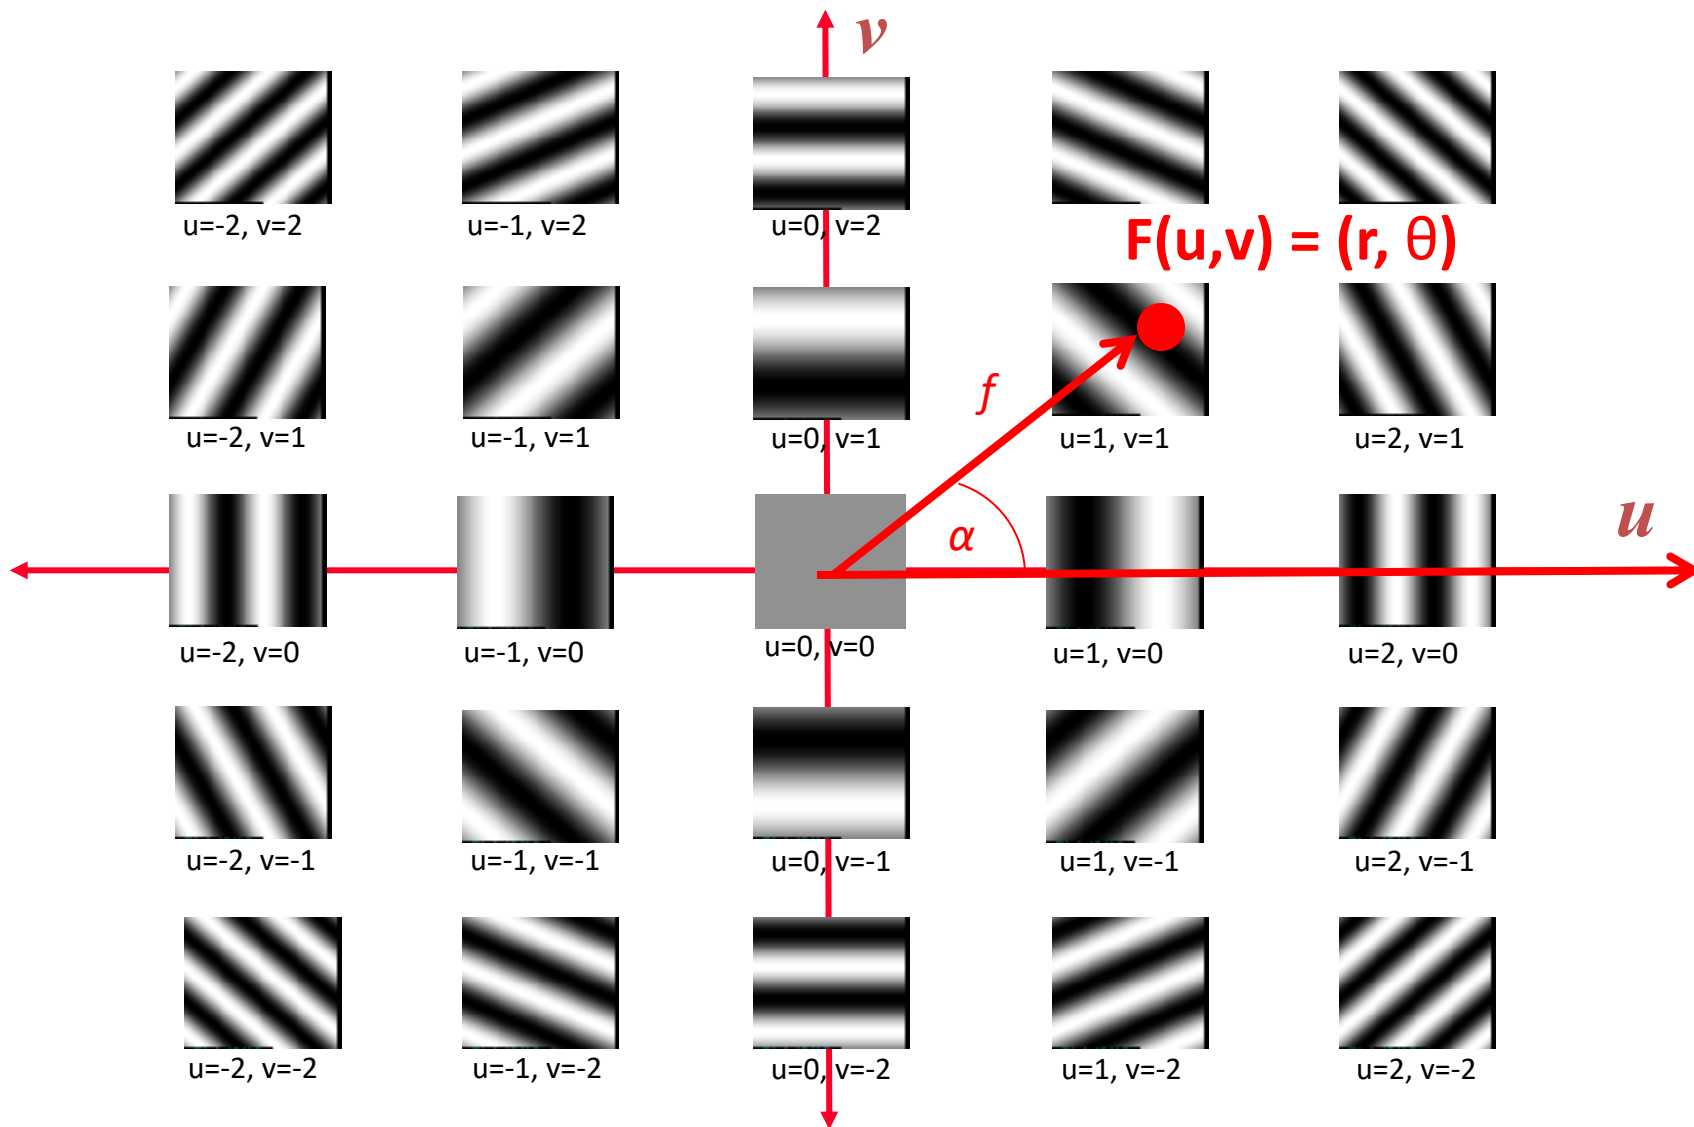 v
u=-2, v=2
u=-1, v=2
u=0, v=2
F(u,v) = (r, θ)
f
u=-2, v=1
u=-1, v=1
u=0, v=1
u=1, v=1
u=2, v=1
u
α
u=-2, v=0
u=-1, v=0
u=0, v=0
u=1, v=0
u=2, v=0
u=-2, v=-1
u=-1, v=-1
u=0, v=-1
u=1, v=-1
u=2, v=-1
u=-2, v=-2
u=-1, v=-2
u=0, v=-2
u=1, v=-2
u=2, v=-2